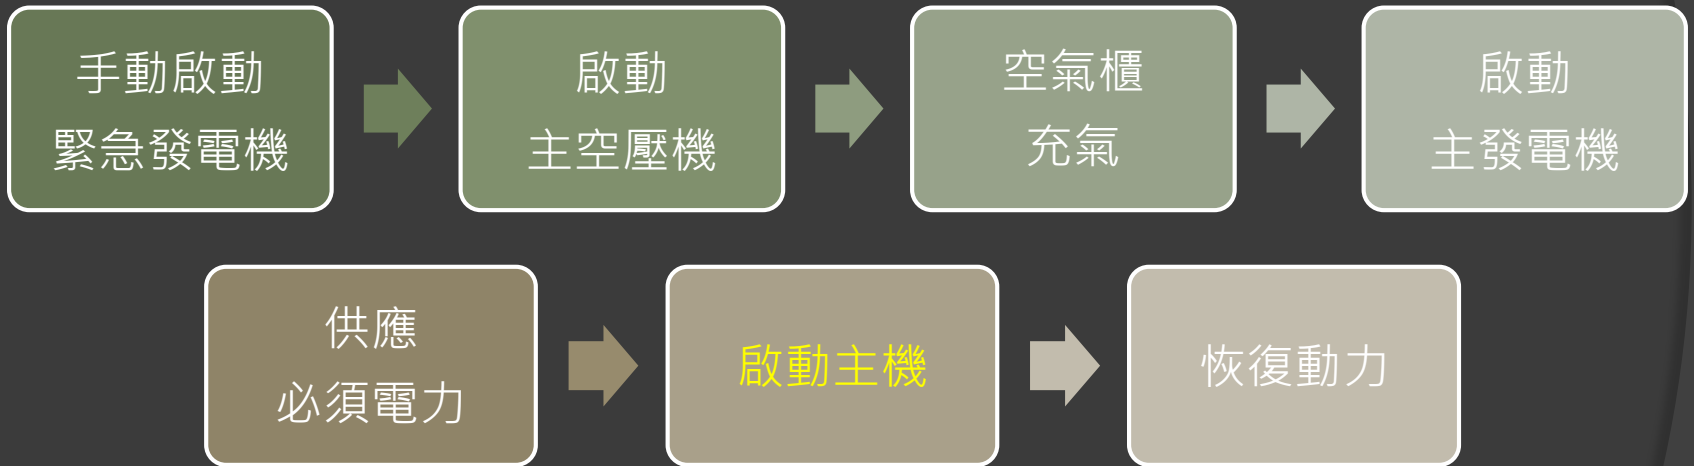 手動啟動
緊急發電機
啟動
主空壓機
空氣櫃
充氣
啟動
主發電機
供應
必須電力
啟動主機
恢復動力